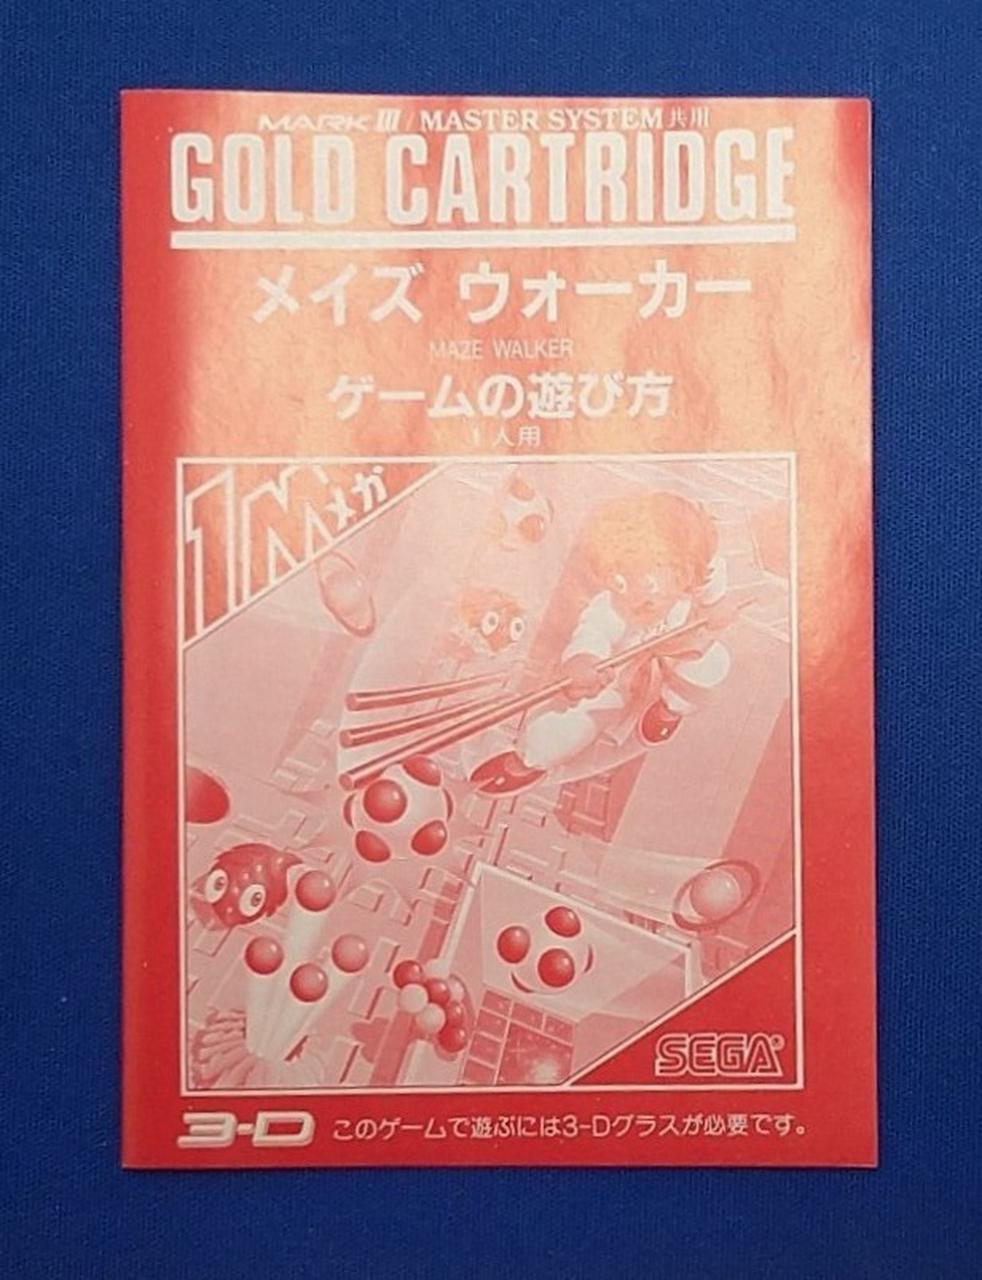 MARK III / MASTER SYSTEM 共用
GOLD CARTRIDGE
メイズ ウォーカー
MAZE WALKER
ゲームの遊び方
1人用
1Mメガ
SEGA®
3-D このゲームで遊ぶには3-Dグラスが必要です。